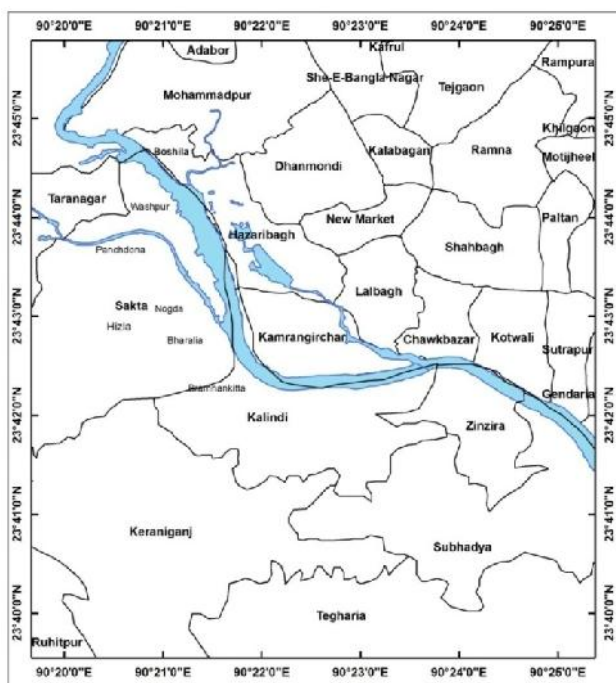 90°20'0"E 90°21'0"E 90°22'0"E 90°23'0"E 90°24'0"E 90°25'0"E
Adabor
Kafrul
Rampura
She-E-Bangla Nagar
Tejgaon
Mohammadpur
23°45'0"N
23°45'0"N
Khilgaon
Boshila
Kalabagan
Ramna
Motijheel
Dhanmondi
Taranagar
Washpur
23°44'0"N
23°44'0"N
New Market
Paltan
Hazaribagh
Panchdona
Shahbagh
Lalbagh
Sakta
Nogda
23°43'0"N
23°43'0"N
Hizla
Bharalia
Kamrangirchar
Chawkbazar
Kotwali
Sutrapur
Bramhankitta
Gendaria
23°42'0"N
23°42'0"N
Kalindi
Zinzira
23°41'0"N
23°41'0"N
Keraniganj
Subhadya
23°40'0"N
23°40'0"N
Tegharia
Ruhitpur
90°20'0"E 90°21'0"E 90°22'0"E 90°23'0"E 90°24'0"E 90°25'0"E